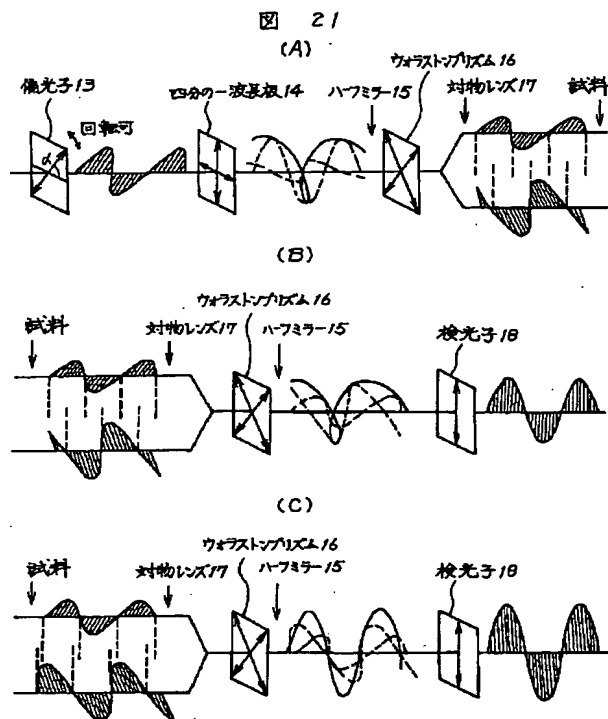 図 21
(A)
ウォラストンプリズム16
偏光子13
四分の一波長板14
ハーフミラー15
対物レンズ17
試料
回転可
α
(B)
ウォラストンプリズム16
試料
対物レンズ17
ハーフミラー15
検光子18
(C)
ウォラストンプリズム16
試料
対物レンズ17
ハーフミラー15
検光子18